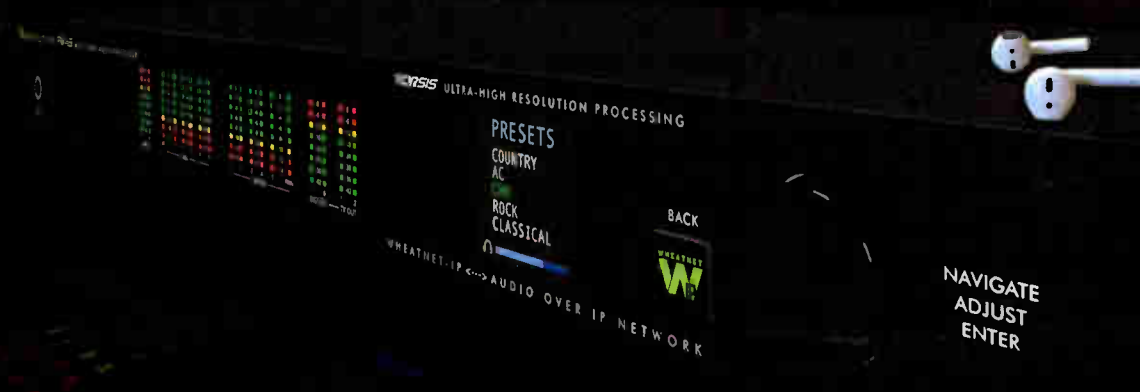 ULTRA-HIGH RESOLUTION PROCESSING
PRESETS
COUNTRY
AC
ROCK
CLASSICAL
BACK
WHEATNET
WHEATNET-IP <---> AUDIO OVER IP NETWORK
NAVIGATE
ADJUST
ENTER